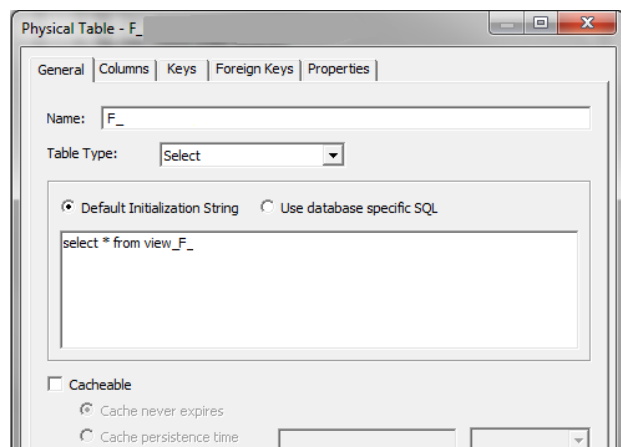 Physical Table - F_
General Columns Keys Foreign Keys Properties
Name: F_
Table Type: Select
Default Initialization String Use database specific SQL
select * from view_F_
Cacheable
Cache never expires
Cache persistence time